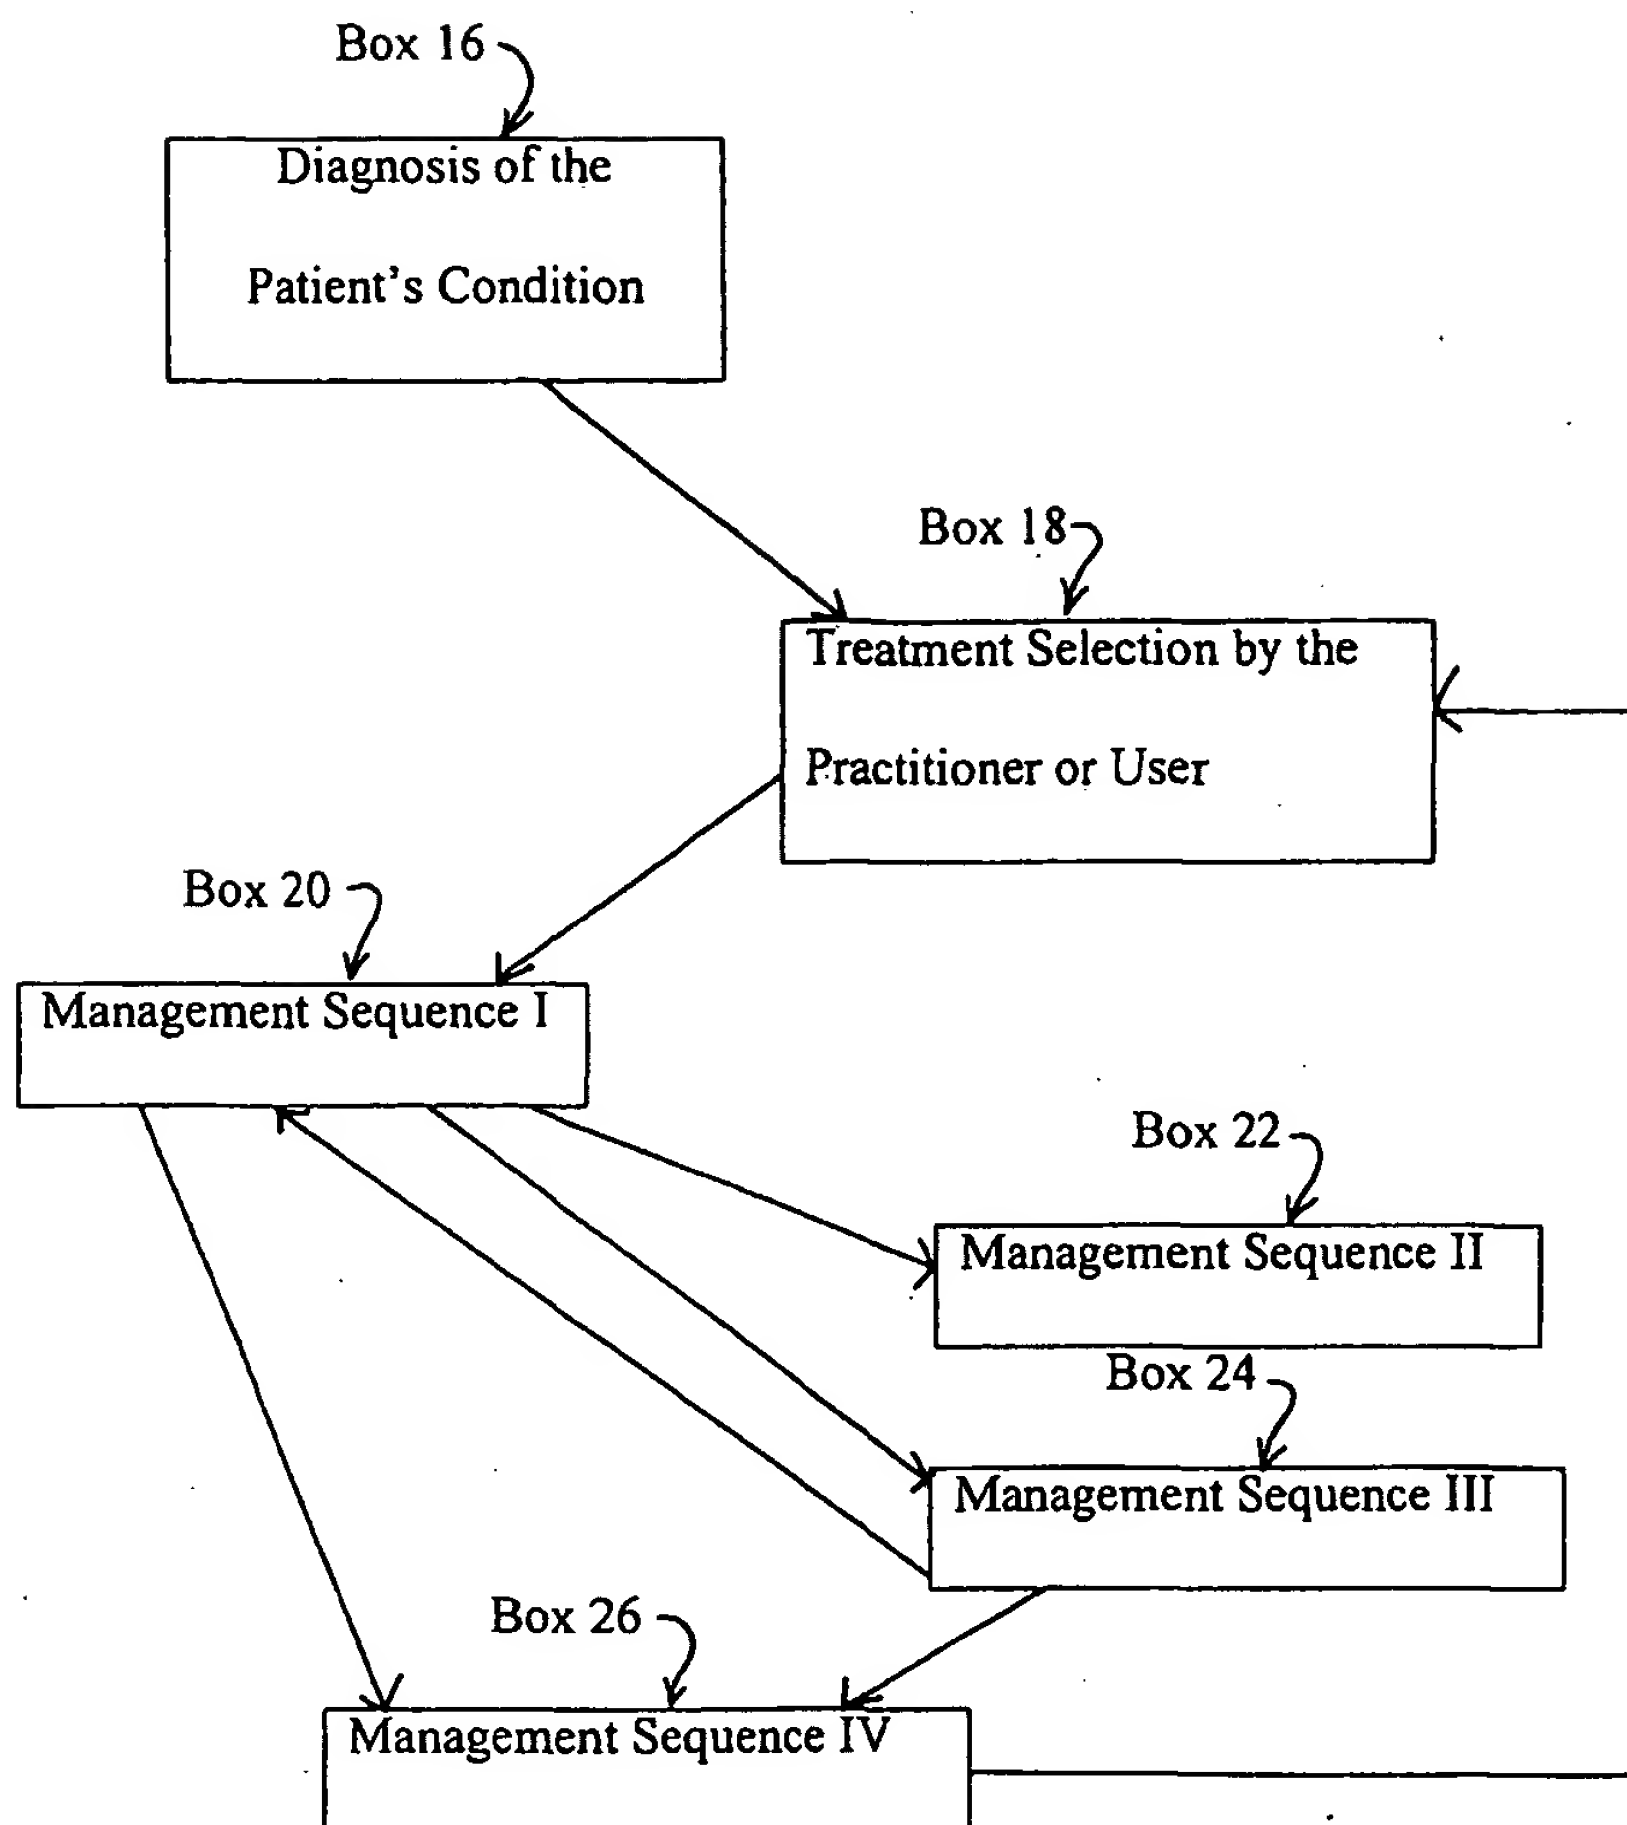 Box 16
Diagnosis of the
Patient's Condition
Box 18
Treatment Selection by the
Practitioner or User
Box 20
Management Sequence I
Box 22
Management Sequence II
Box 24
Management Sequence III
Box 26
Management Sequence IV